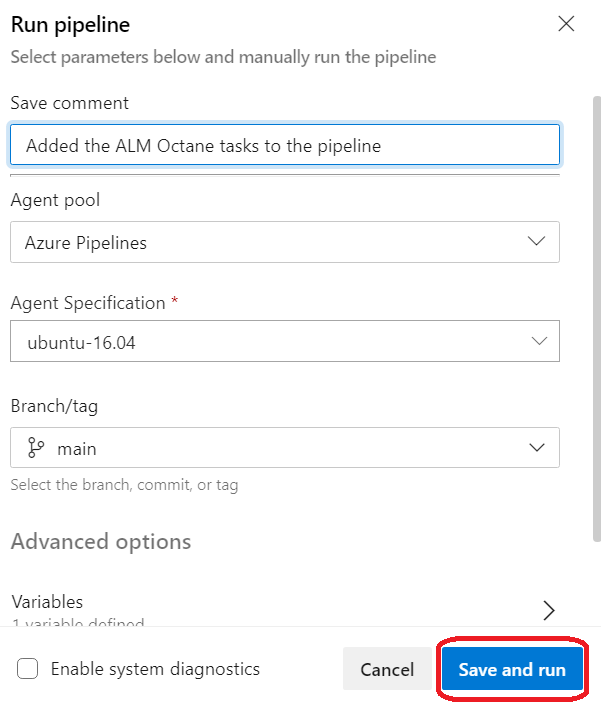 Run pipeline
Select parameters below and manually run the pipeline
Save comment
Added the ALM Octane tasks to the pipeline
Agent pool
Azure Pipelines
Agent Specification *
ubuntu-16.04
Branch/tag
main
Select the branch, commit, or tag
Advanced options
Variables
1 variable defined
Enable system diagnostics
Cancel
Save and run